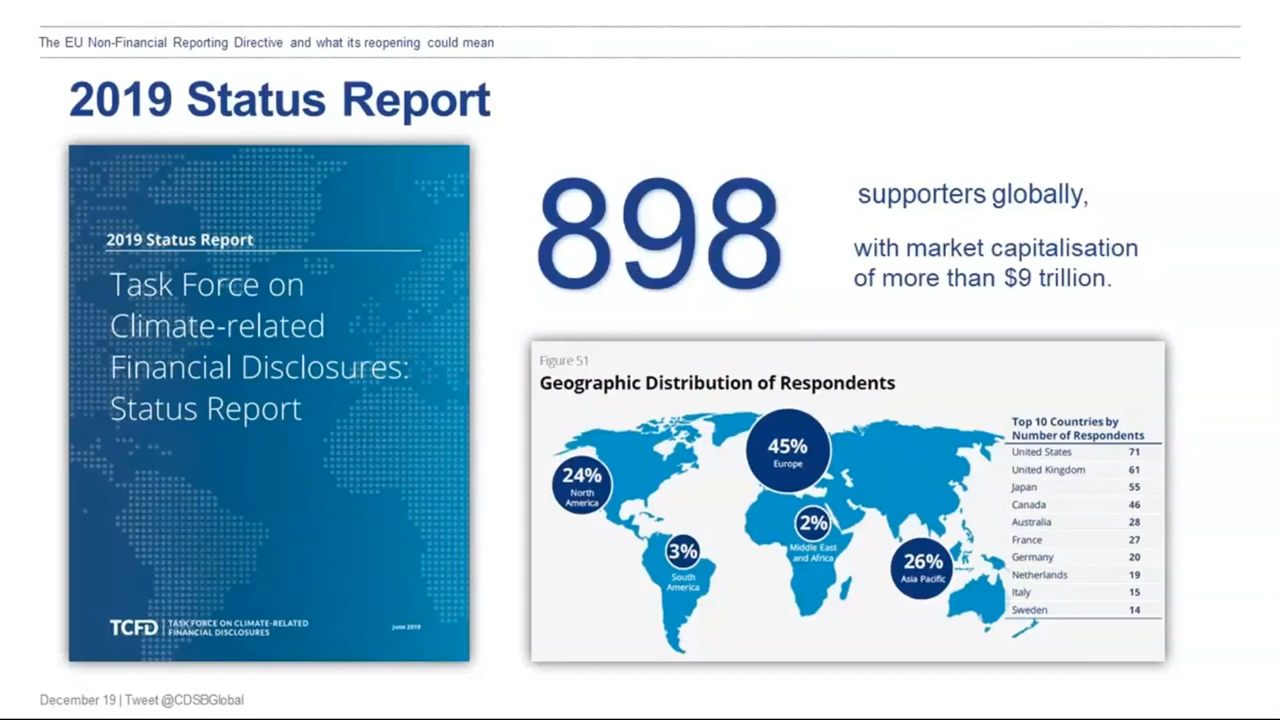 The EU Non-Financial Reporting Directive and what its reopening could mean
2019 Status Report
2019 Status Report
Task Force on
Climate-related
Financial Disclosures:
Status Report
TCFD
TASK FORCE ON CLIMATE-RELATED
FINANCIAL DISCLOSURES
June 2019
898
supporters globally,
with market capitalisation
of more than $9 trillion.
Figure 51
Geographic Distribution of Respondents
24%
North
America
45%
Europe
3%
South
America
2%
Middle East
and Africa
26%
Asia Pacific
Top 10 Countries by
Number of Respondents
United States 71
United Kingdom 61
Japan 55
Canada 46
Australia 28
France 27
Germany 20
Netherlands 19
Italy 15
Sweden 14
December 19 | Tweet @CDSBGlobal